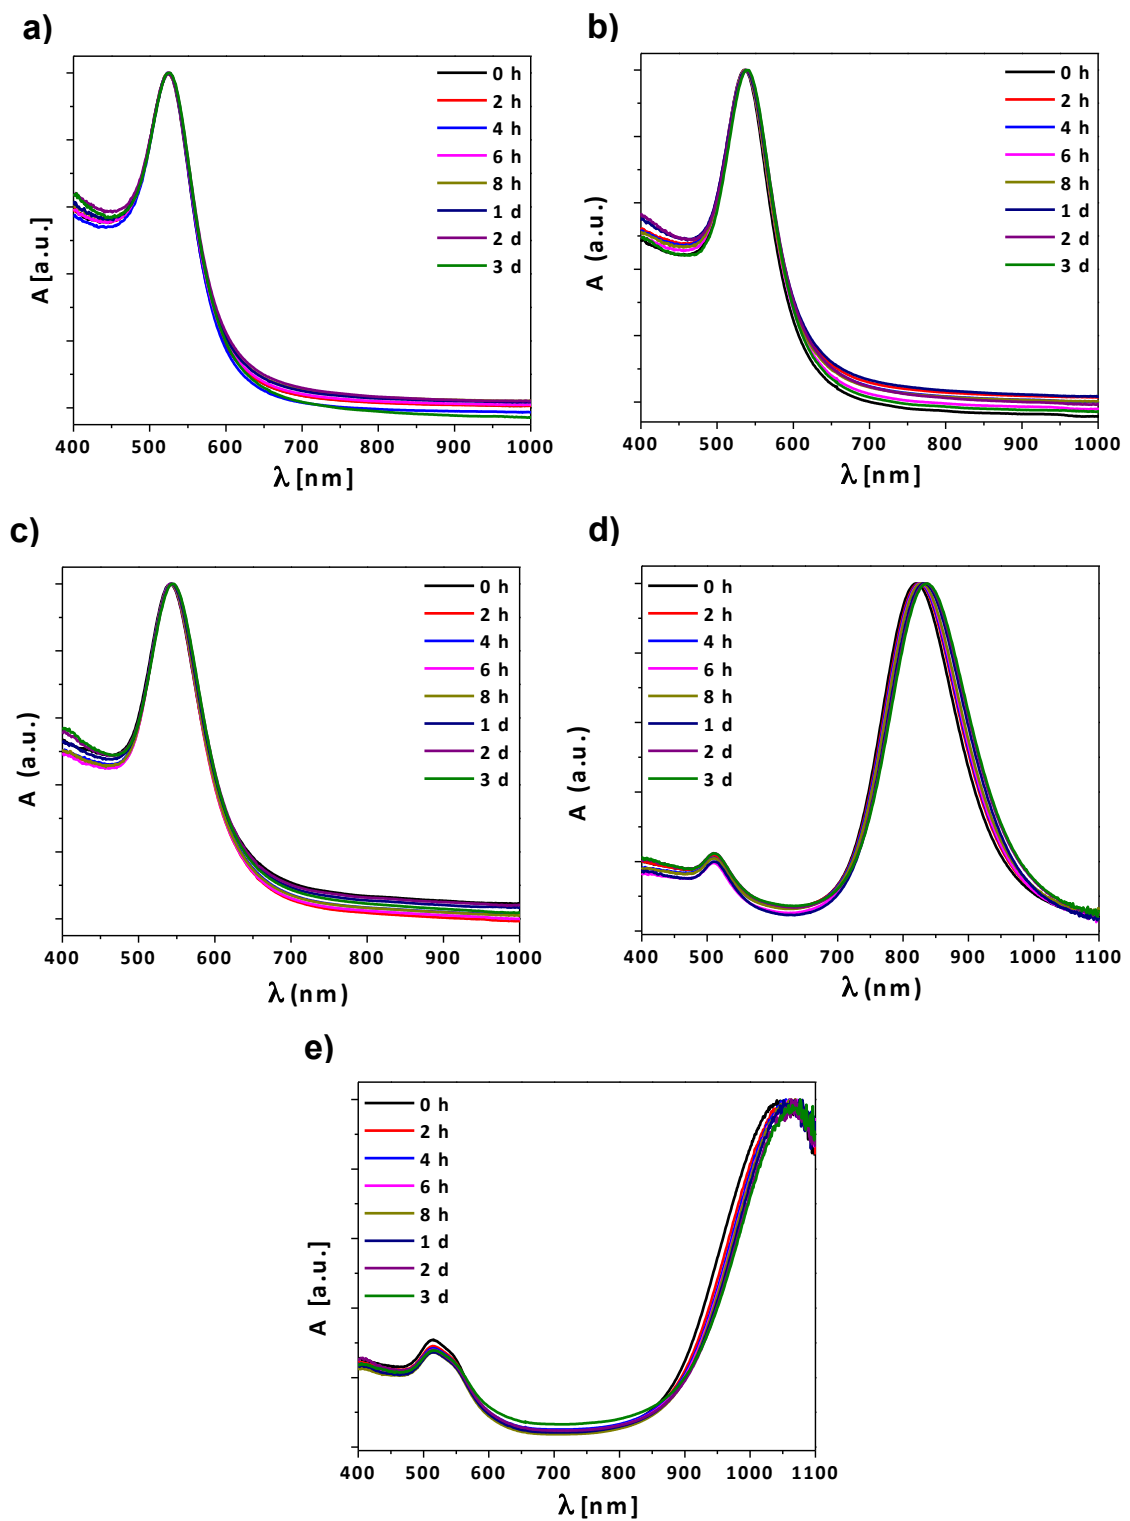 a)
0 h
2 h
4 h
6 h
8 h
1 d
2 d
3 d
A [a.u.]
400 500 600 700 800 900 1000
λ [nm]
b)
0 h
2 h
4 h
6 h
8 h
1 d
2 d
3 d
A (a.u.)
400 500 600 700 800 900 1000
λ [nm]
c)
0 h
2 h
4 h
6 h
8 h
1 d
2 d
3 d
A (a.u.)
400 500 600 700 800 900 1000
λ (nm)
d)
0 h
2 h
4 h
6 h
8 h
1 d
2 d
3 d
A (a.u.)
400 500 600 700 800 900 1000 1100
λ (nm)
e)
0 h
2 h
4 h
6 h
8 h
1 d
2 d
3 d
A [a.u.]
400 500 600 700 800 900 1000 1100
λ [nm]